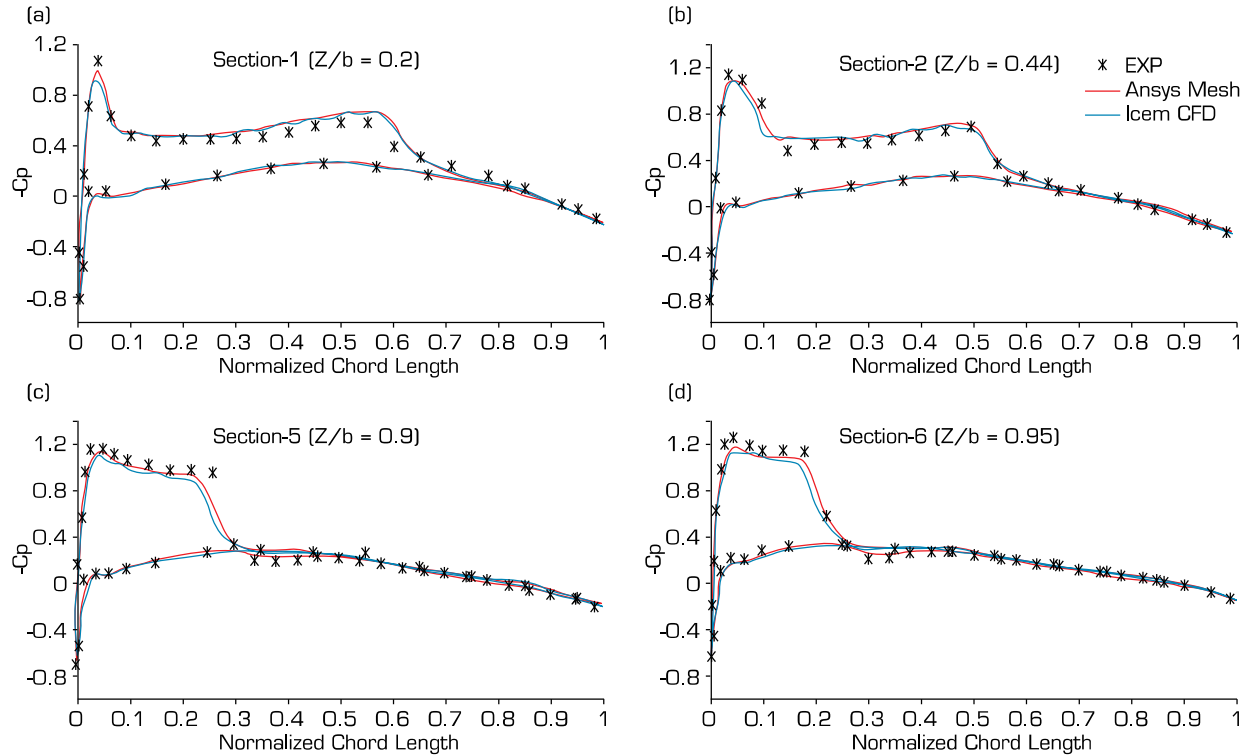 (a)
Section-1 (Z/b = 0.2)
1.2
0.8
0.4
0
-0.4
-0.8
-Cp
0 0.1 0.2 0.3 0.4 0.5 0.6 0.7 0.8 0.9 1
Normalized Chord Length
(b)
Section-2 (Z/b = 0.44)
EXP
Ansys Mesh
Icem CFD
1.2
0.8
0.4
0
-0.4
-0.8
-Cp
0 0.1 0.2 0.3 0.4 0.5 0.6 0.7 0.8 0.9 1
Normalized Chord Length
(c)
Section-5 (Z/b = 0.9)
1.2
0.8
0.4
0
-0.4
-0.8
-Cp
0 0.1 0.2 0.3 0.4 0.5 0.6 0.7 0.8 0.9 1
Normalized Chord Length
(d)
Section-6 (Z/b = 0.95)
1.2
0.8
0.4
0
-0.4
-0.8
-Cp
0 0.1 0.2 0.3 0.4 0.5 0.6 0.7 0.8 0.9 1
Normalized Chord Length